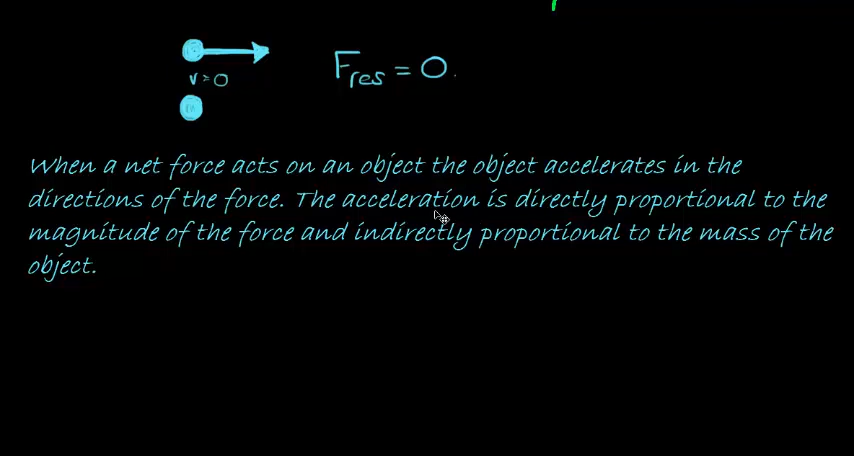 v=0
F_res = 0.
m
When a net force acts on an object the object accelerates in the
directions of the force. The acceleration is directly proportional to the
magnitude of the force and indirectly proportional to the mass of the
object.